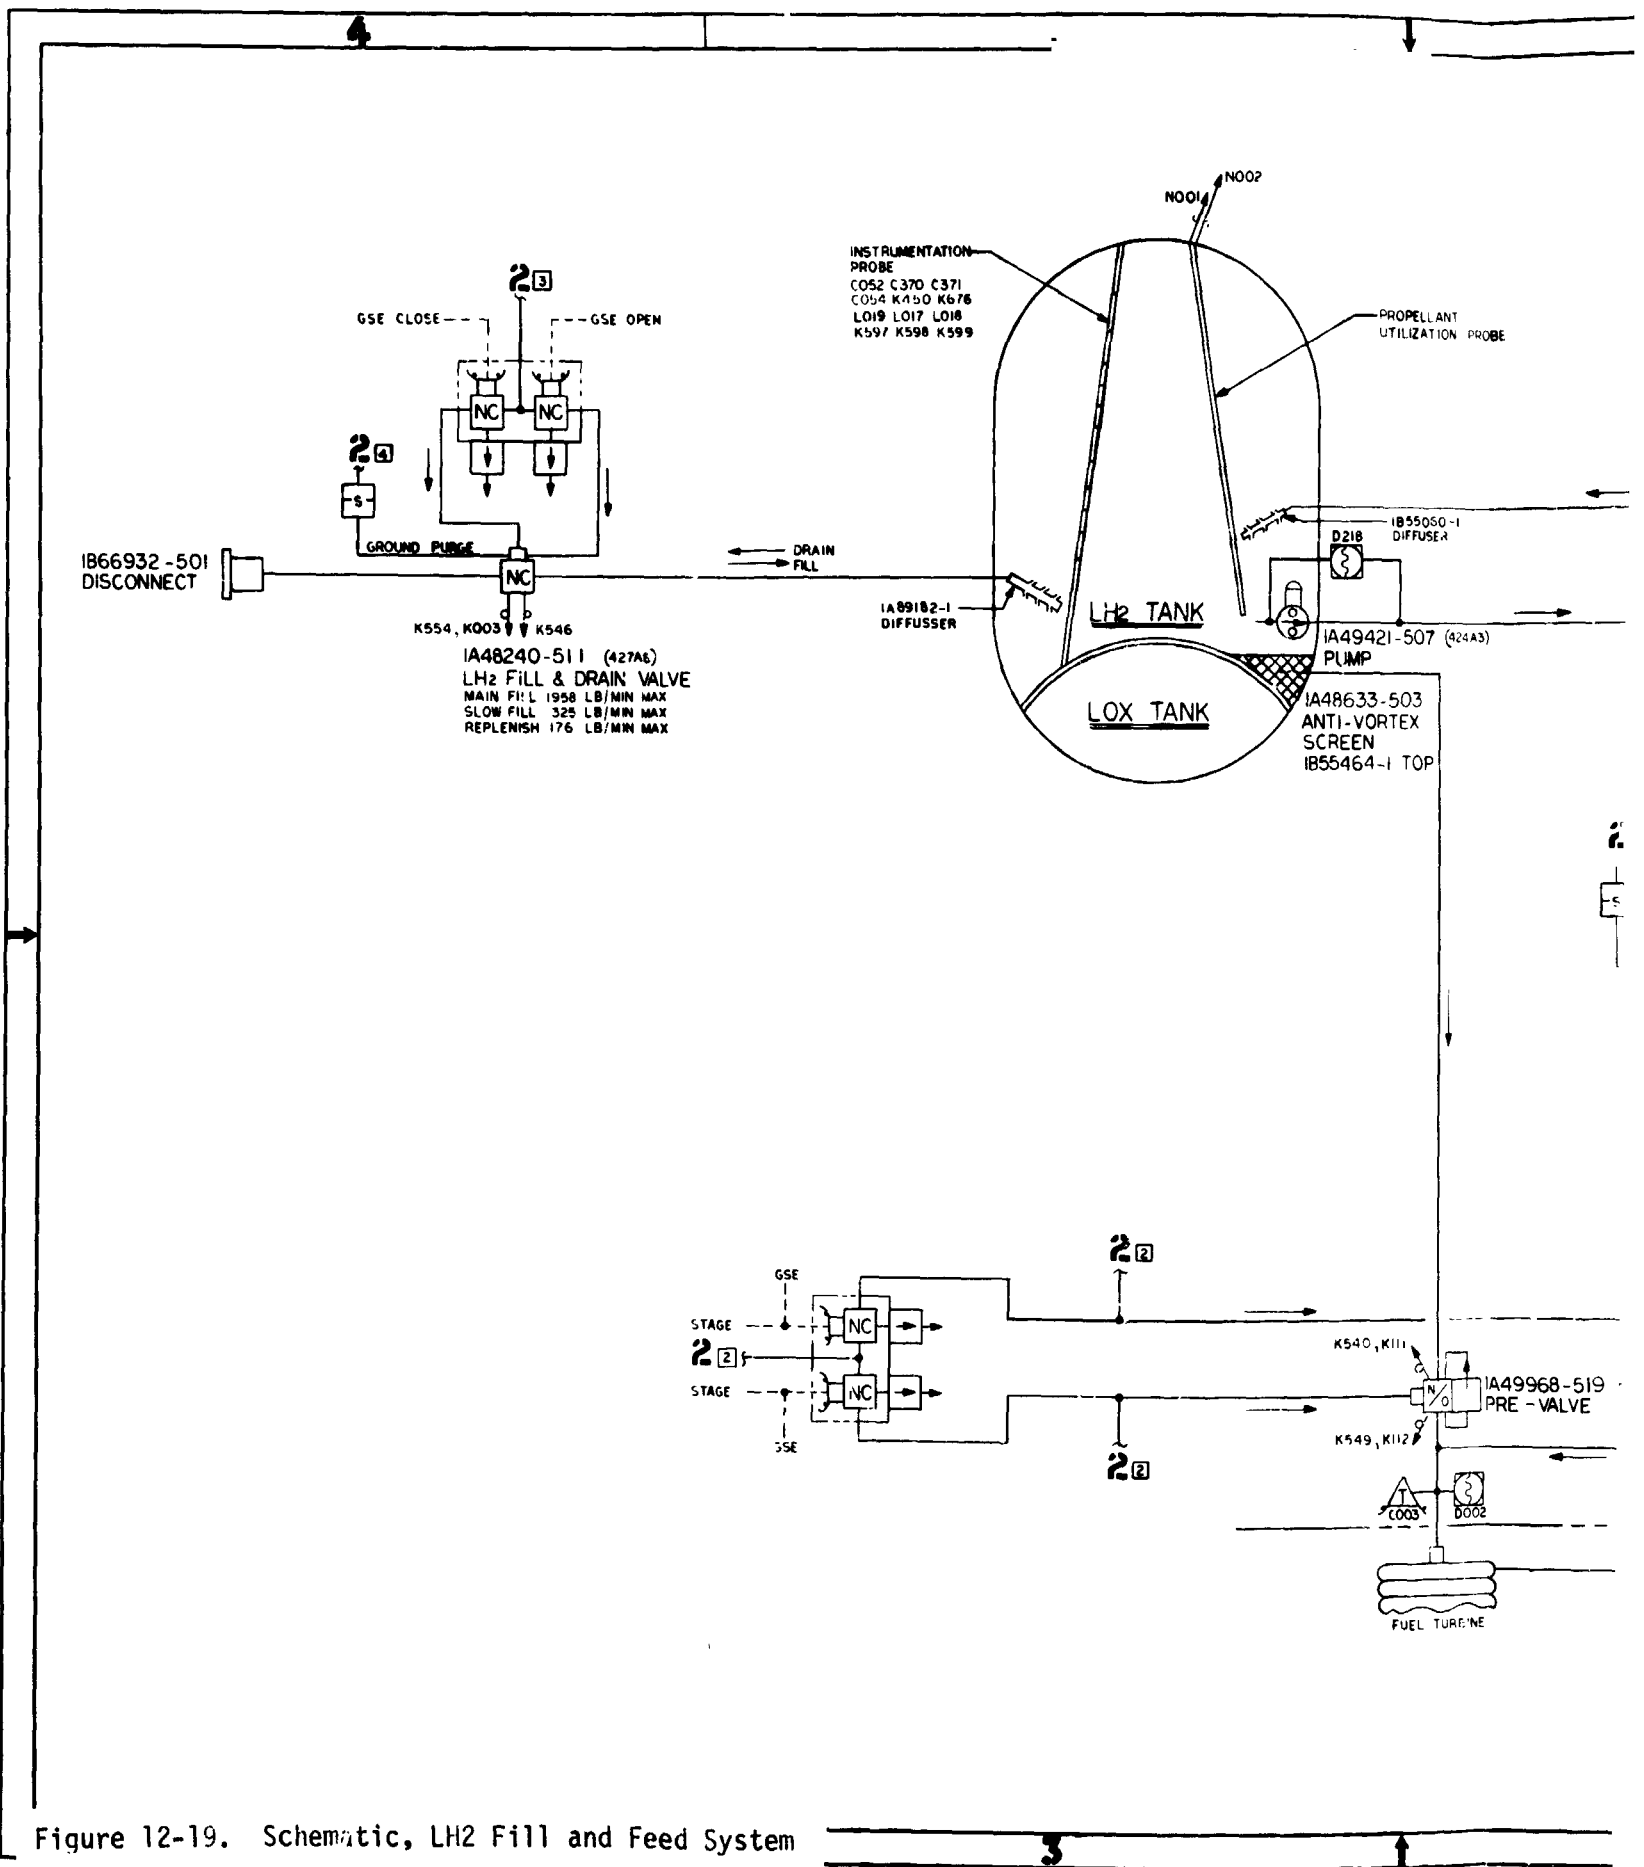 4
N002
N001
INSTRUMENTATION
PROBE
C052 C370 C371
C054 K450 K676
L019 L017 L018
K597 K598 K599
2 3
GSE CLOSE
GSE OPEN
PROPELLANT
UTILIZATION PROBE
NC
NC
2 4
S
1B55060-1
DIFFUSER
D218
GROUND PURGE
1B66932-501
DISCONNECT
NC
DRAIN
FILL
1A89182-1
DIFFUSSER
LH2 TANK
K554, K003
K546
1A49421-507 (424A3)
PUMP
1A48240-511 (427A6)
LH2 FILL & DRAIN VALVE
MAIN FILL 1958 LB/MIN MAX
SLOW FILL 325 LB/MIN MAX
REPLENISH 176 LB/MIN MAX
LOX TANK
1A48633-503
ANTI-VORTEX
SCREEN
1B55464-1 TOP
2
S
2 2
GSE
STAGE
NC
2 2
STAGE
NC
GSE
2 2
K540, K111
N/O
1A49968-519
PRE-VALVE
K549, K112
T
C003
D002
FUEL TURBINE
Figure 12-19. Schematic, LH2 Fill and Feed System
3